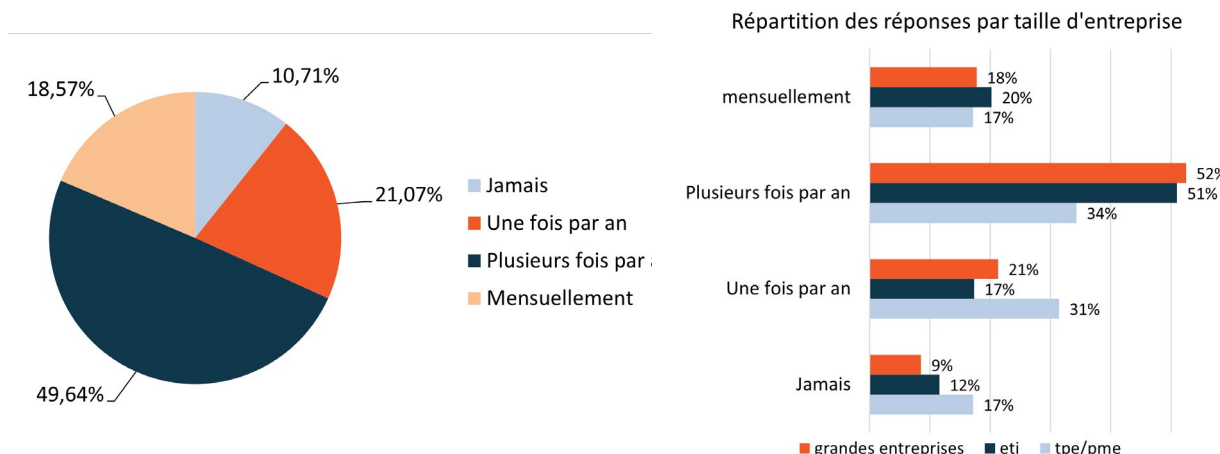 10,71%
18,57%
21,07%
49,64%
Jamais
Une fois par an
Plusieurs fois par
Mensuellement
Répartition des réponses par taille d'entreprise
mensuellement
18%
20%
17%
Plusieurs fois par an
52%
51%
34%
Une fois par an
21%
17%
31%
Jamais
9%
12%
17%
grandes entreprises eti tpe/pme